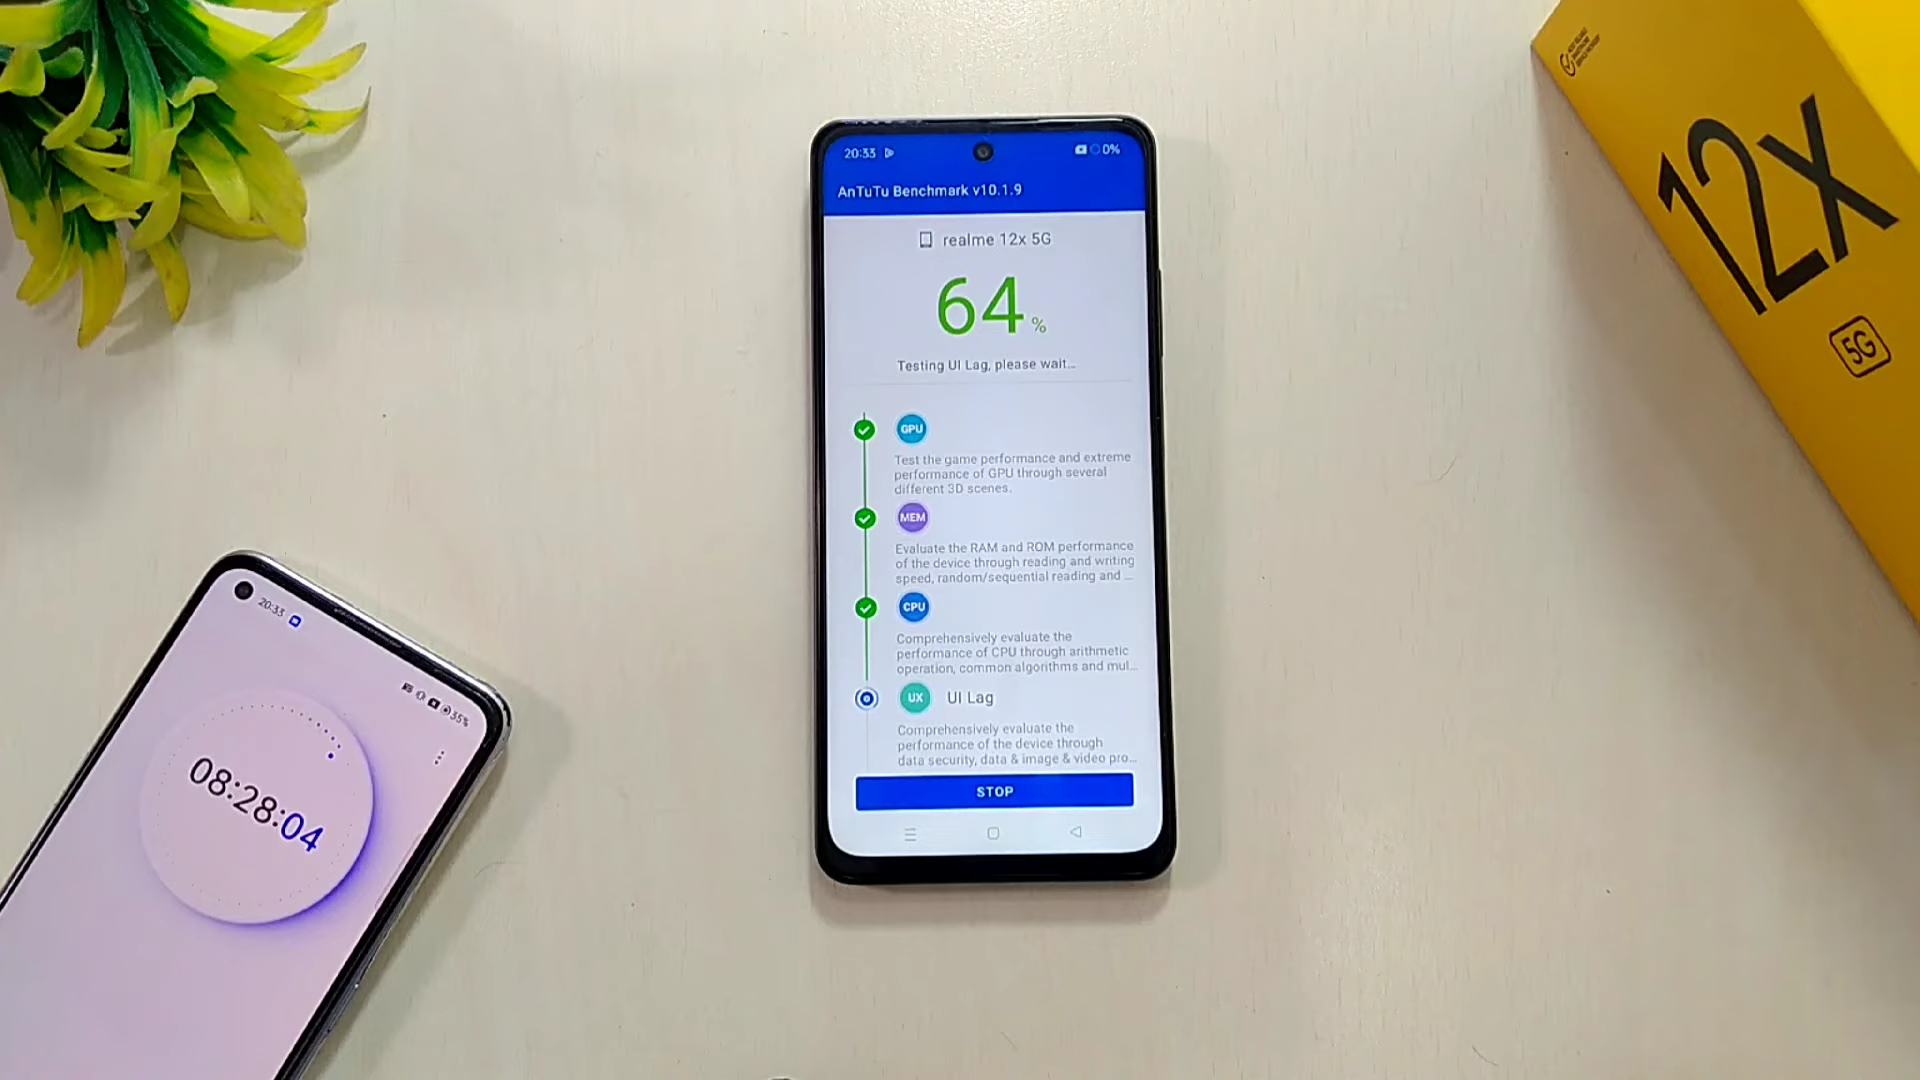 20:33
0%
AnTuTu Benchmark v10.1.9
realme 12x 5G
64%
Testing UI Lag, please wait...
GPU
Test the game performance and extreme
performance of GPU through several
different 3D scenes.
MEM
Evaluate the RAM and ROM performance
of the device through reading and writing
speed, random/sequential reading and ...
CPU
Comprehensively evaluate the
performance of CPU through arithmetic
operation, common algorithms and mul...
UX UI Lag
Comprehensively evaluate the
performance of the device through
data security, data & image & video pro...
STOP
20:33
35%
08:28:04
12x
5G